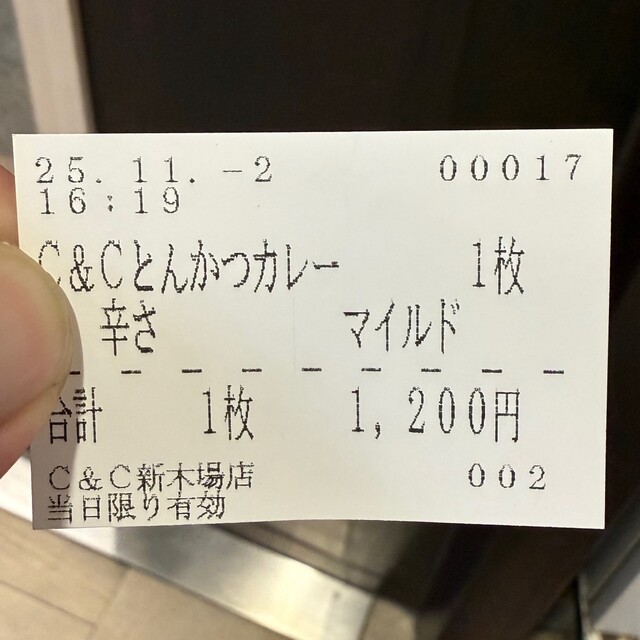 25.11.-2 00017
16:19
C&Cとんかつカレー 1枚
辛さ マイルド
合計 1枚 1,200円
C&C新木場店 002
当日限り有効